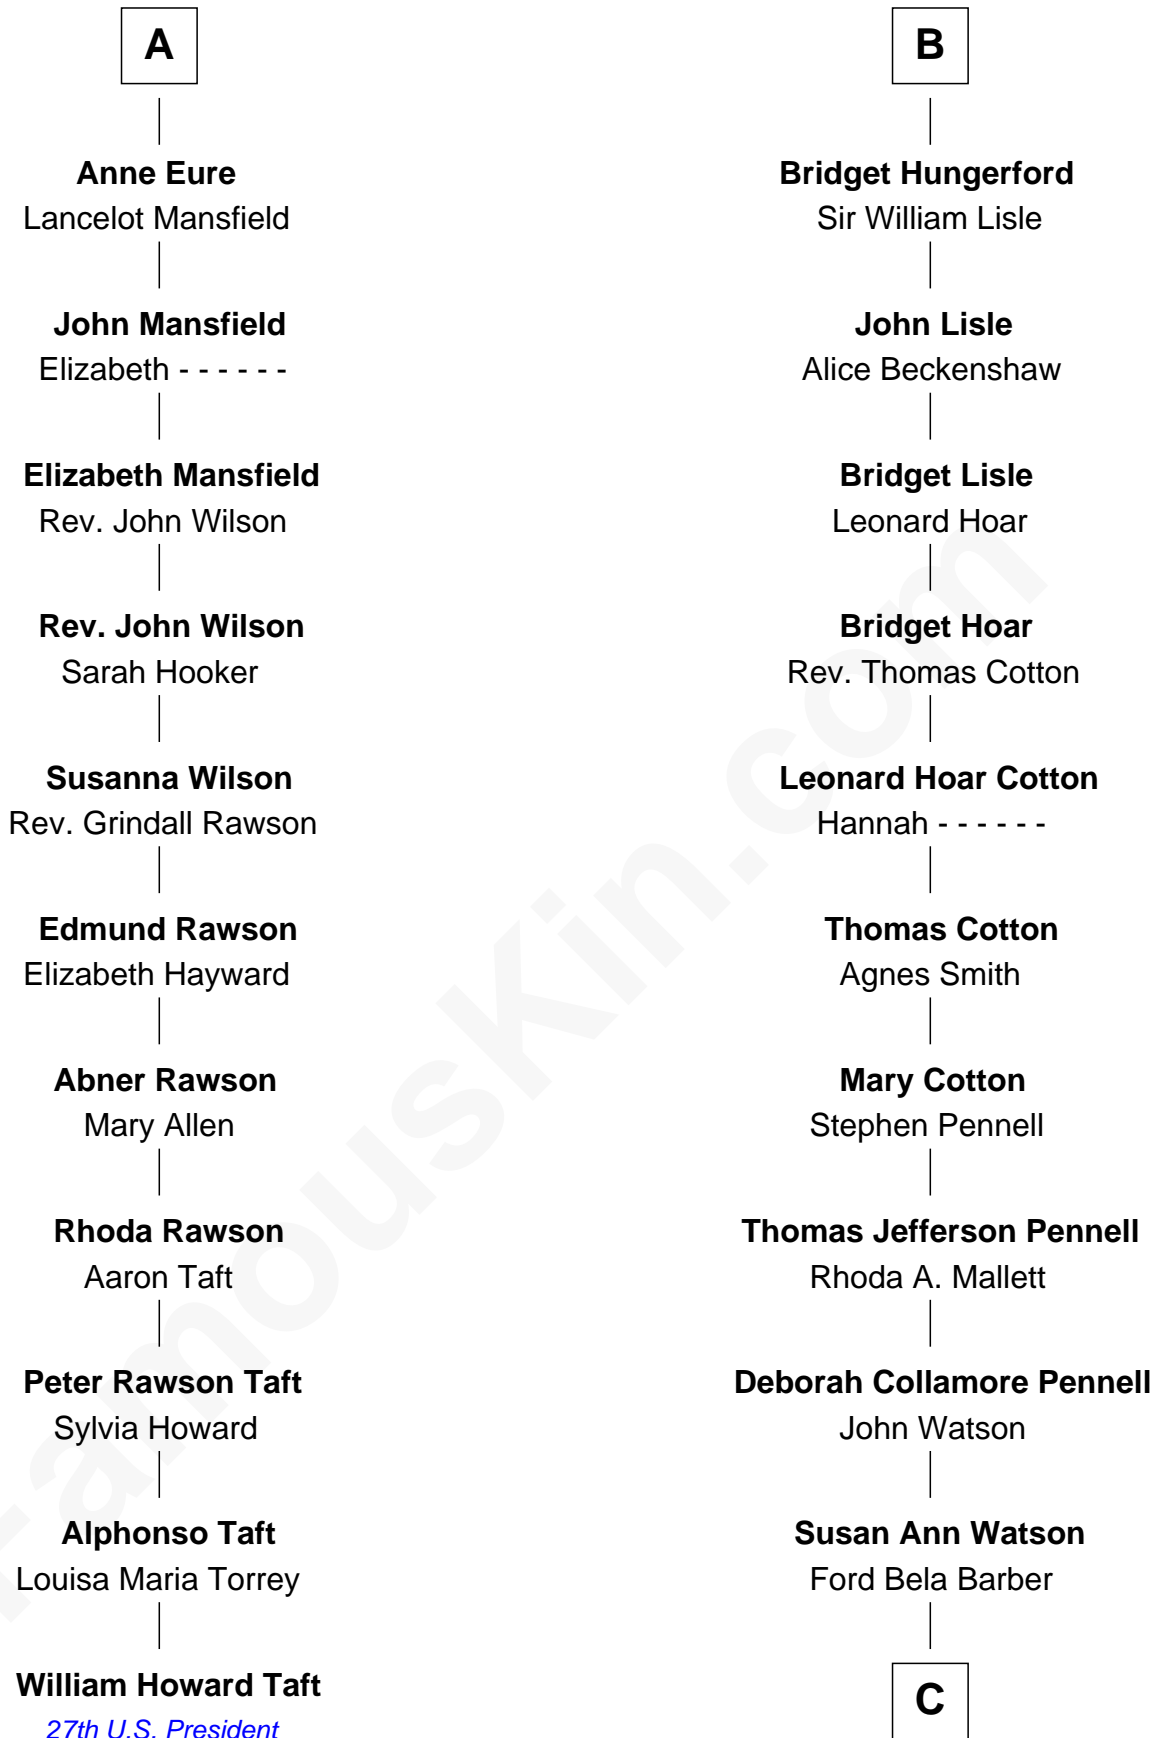 A
Anne Eure
Lancelot Mansfield
John Mansfield
Elizabeth - - - - - -
Elizabeth Mansfield
Rev. John Wilson
Rev. John Wilson
Sarah Hooker
Susanna Wilson
Rev. Grindall Rawson
Edmund Rawson
Elizabeth Hayward
Abner Rawson
Mary Allen
Rhoda Rawson
Aaron Taft
Peter Rawson Taft
Sylvia Howard
Alphonso Taft
Louisa Maria Torrey
William Howard Taft
27th U.S. President
B
Bridget Hungerford
Sir William Lisle
John Lisle
Alice Beckenshaw
Bridget Lisle
Leonard Hoar
Bridget Hoar
Rev. Thomas Cotton
Leonard Hoar Cotton
Hannah - - - - - -
Thomas Cotton
Agnes Smith
Mary Cotton
Stephen Pennell
Thomas Jefferson Pennell
Rhoda A. Mallett
Deborah Collamore Pennell
John Watson
Susan Ann Watson
Ford Bela Barber
C
FamousKin.com